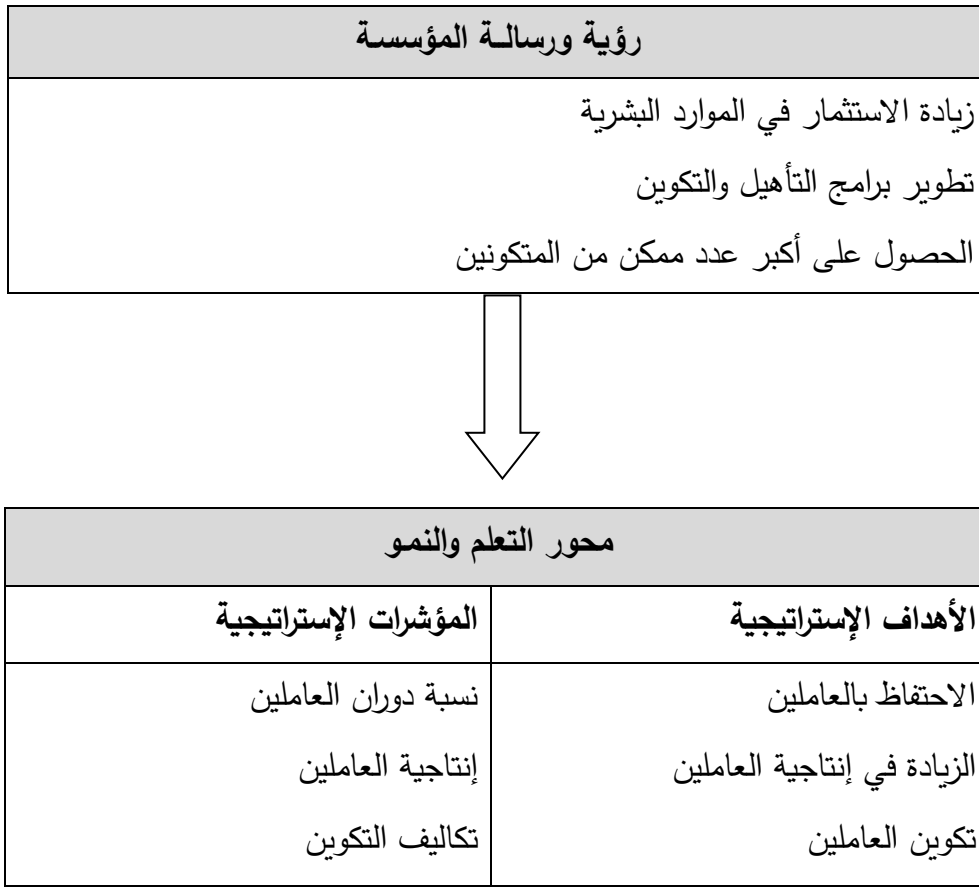 رؤية ورسالة المؤسسة
زيادة الاستثمار في الموارد البشرية
تطوير برامج التأهيل والتكوين
الحصول على أكبر عدد ممكن من المتكونين
محور التعلم والنمو
الأهداف الإستراتيجية
المؤشرات الإستراتيجية
الاحتفاظ بالعاملين
نسبة دوران العاملين
الزيادة في إنتاجية العاملين
إنتاجية العاملين
تكوين العاملين
تكاليف التكوين